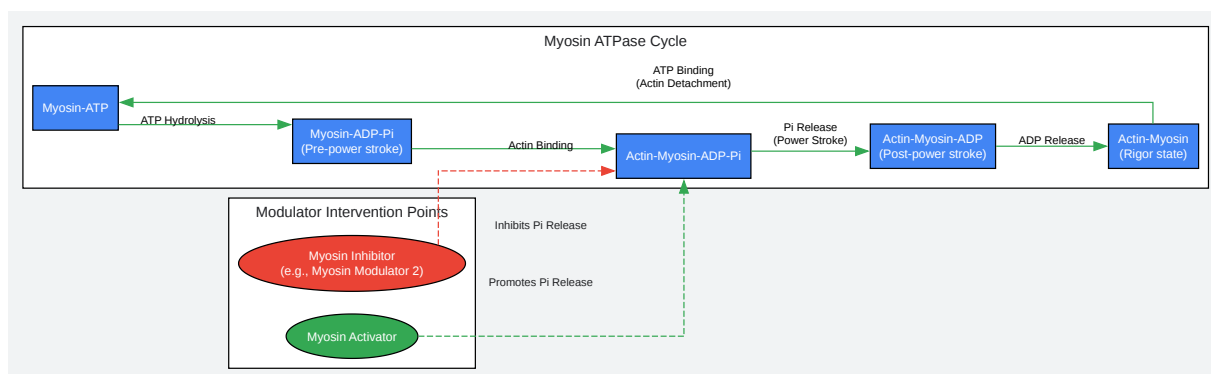 Myosin ATPase Cycle
ATP Binding
(Actin Detachment)
Myosin-ATP
ATP Hydrolysis
Myosin-ADP-Pi
(Pre-power stroke)
Actin Binding
Actin-Myosin-ADP-Pi
Pi Release
(Power Stroke)
Actin-Myosin-ADP
(Post-power stroke)
ADP Release
Actin-Myosin
(Rigor state)
Modulator Intervention Points
Inhibits Pi Release
Myosin Inhibitor
(e.g., Myosin Modulator 2)
Promotes Pi Release
Myosin Activator